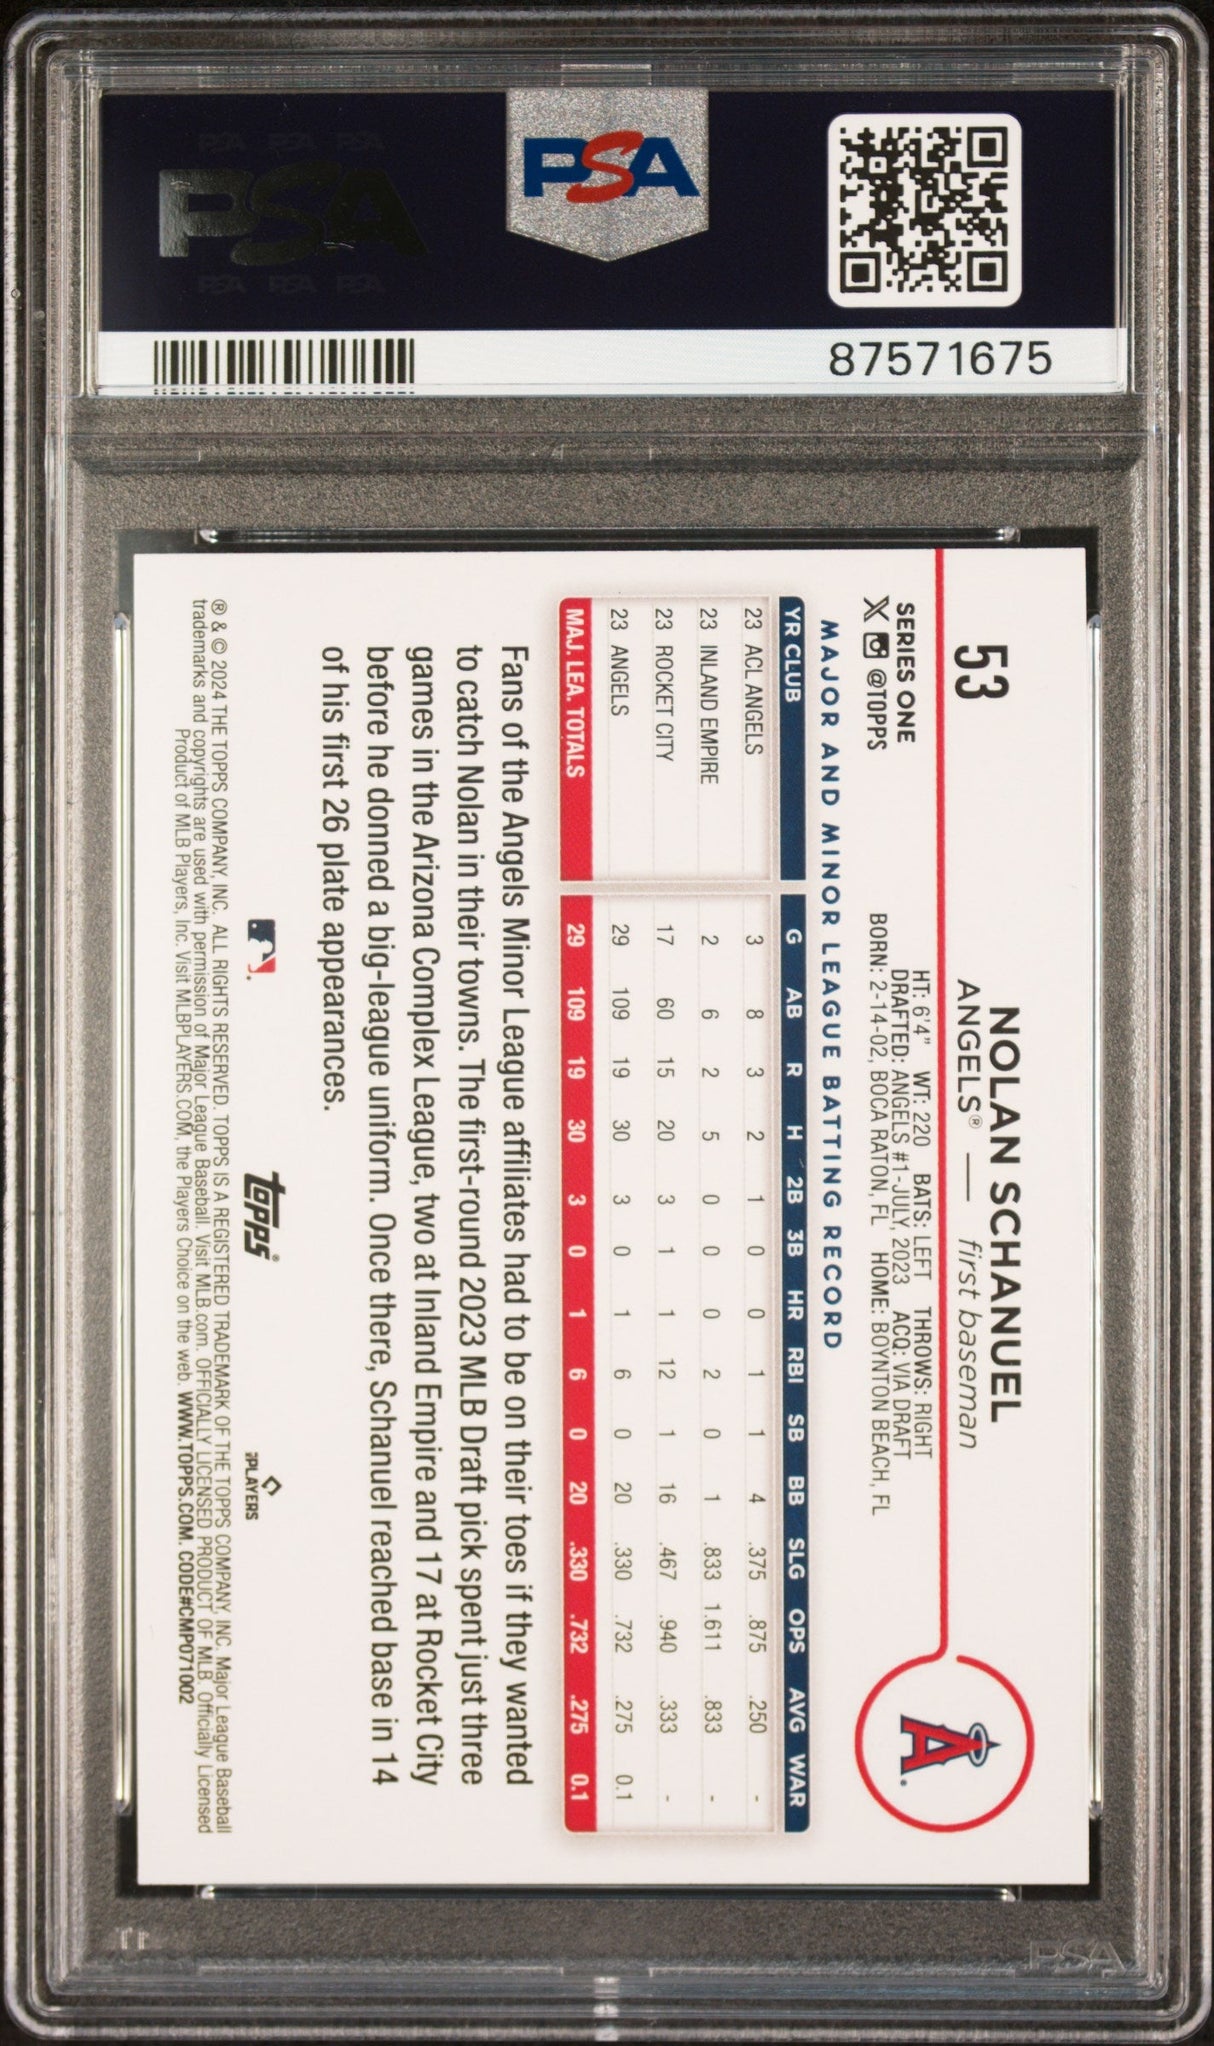 PSA PSA PSA
PSA
PSA PSA PSA
PSA
87571675
53
NOLAN SCHANUEL
ANGELS® — first baseman
SERIES ONE
@TOPPS
HT: 6'4" WT: 220 BATS: LEFT THROWS: RIGHT
DRAFTED: ANGELS #1-JULY, 2023 ACQ: VIA DRAFT
BORN: 2-14-02, BOCA RATON, FL HOME: BOYNTON BEACH, FL
A
MAJOR AND MINOR LEAGUE BATTING RECORD
YR CLUB G AB R H 2B 3B HR RBI SB BB SLG OPS AVG WAR
23 ACL ANGELS 3 8 3 2 1 0 0 1 1 4 .375 .875 .250 -
23 INLAND EMPIRE 2 6 2 5 0 0 0 2 0 1 .833 1.611 .833 -
23 ROCKET CITY 17 60 15 20 3 1 1 12 1 16 .467 .940 .333 -
23 ANGELS 29 109 19 30 3 0 1 6 0 20 .330 .732 .275 0.1
MAJ. LEA. TOTALS 29 109 19 30 3 0 1 6 0 20 .330 .732 .275 0.1
Fans of the Angels Minor League affiliates had to be on their toes if they wanted
to catch Nolan in their towns. The first-round 2023 MLB Draft pick spent just three
games in the Arizona Complex League, two at Inland Empire and 17 at Rocket City
before he donned a big-league uniform. Once there, Schanuel reached base in 14
of his first 26 plate appearances.
topps®
PLAYERS
® & © 2024 THE TOPPS COMPANY, INC. ALL RIGHTS RESERVED. TOPPS IS A REGISTERED TRADEMARK OF THE TOPPS COMPANY, INC. Major League Baseball
trademarks and copyrights are used with permission of Major League Baseball. Visit MLB.com. OFFICIALLY LICENSED PRODUCT OF MLB. Officially Licensed
Product of MLB Players, Inc. Visit MLBPLAYERS.COM, the Players Choice on the web. WWW.TOPPS.COM. CODE#CMP071002
PSA